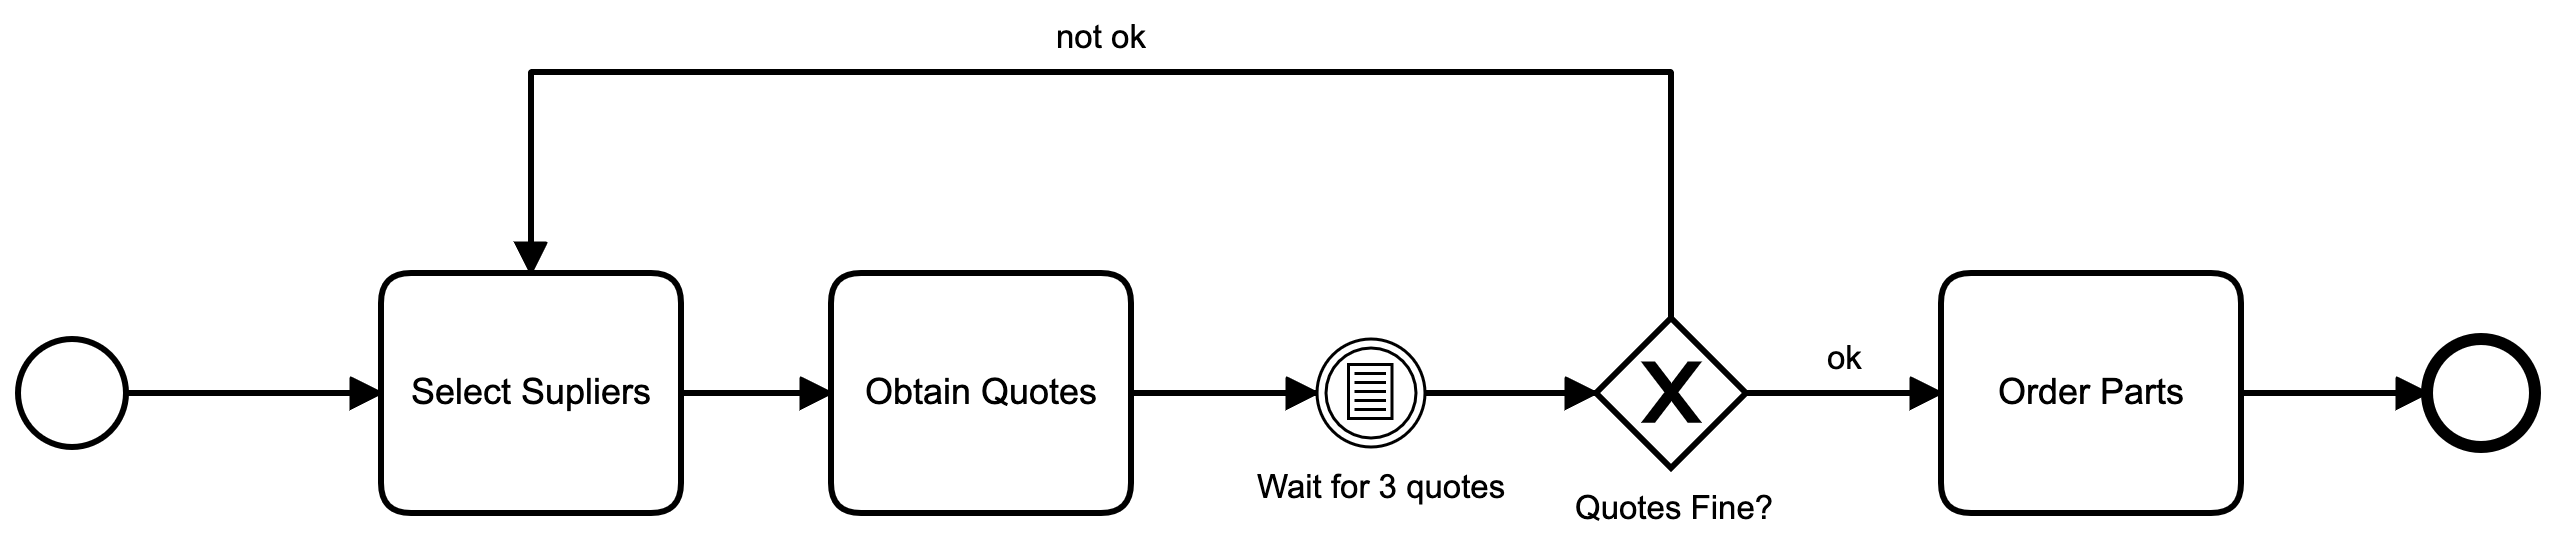 not ok
Select Supliers
Obtain Quotes
Wait for 3 quotes
X
Quotes Fine?
ok
Order Parts